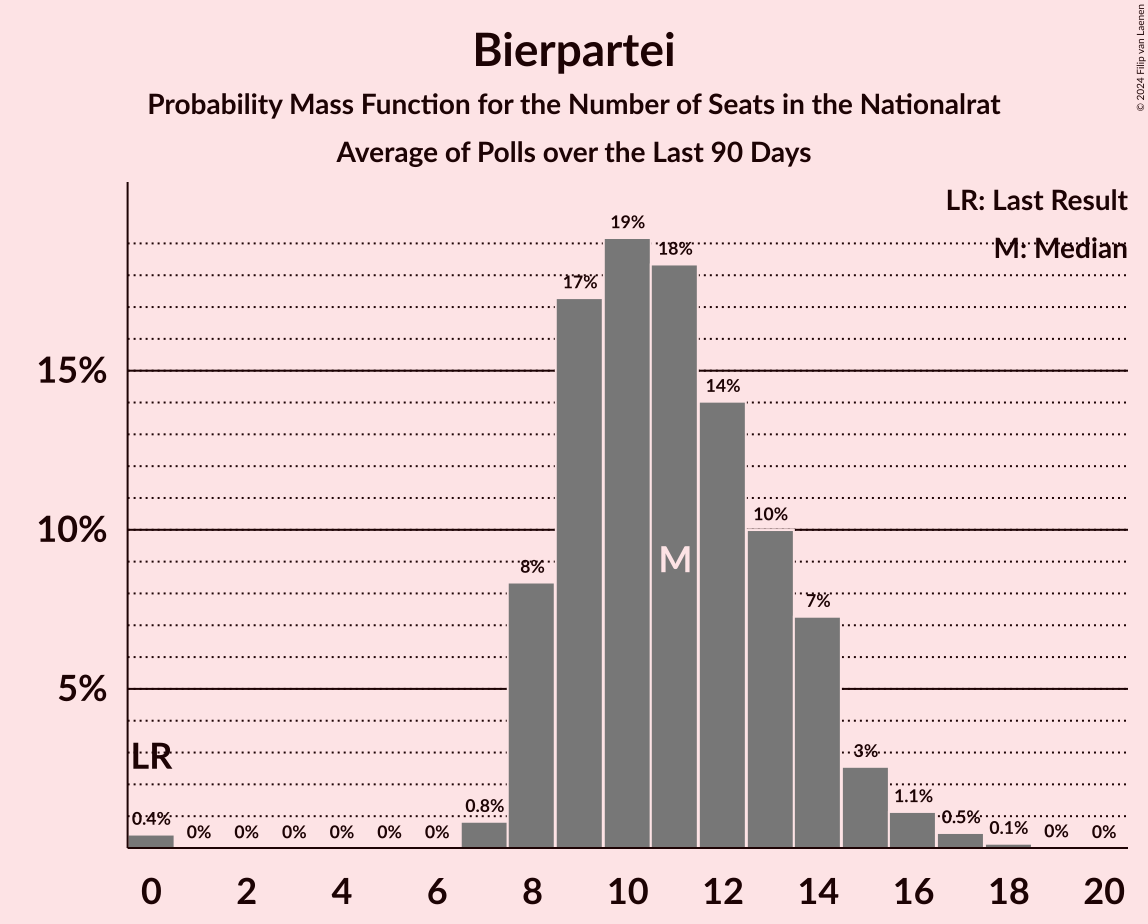 Bierpartei
Probability Mass Function for the Number of Seats in the Nationalrat
Average of Polls over the Last 90 Days
© 2024 Filip van Laenen
LR: Last Result
M: Median
15%
10%
5%
LR
M
0.4%
0%
0%
0%
0%
0%
0%
0.8%
8%
17%
19%
18%
14%
10%
7%
3%
1.1%
0.5%
0.1%
0%
0%
0 2 4 6 8 10 12 14 16 18 20